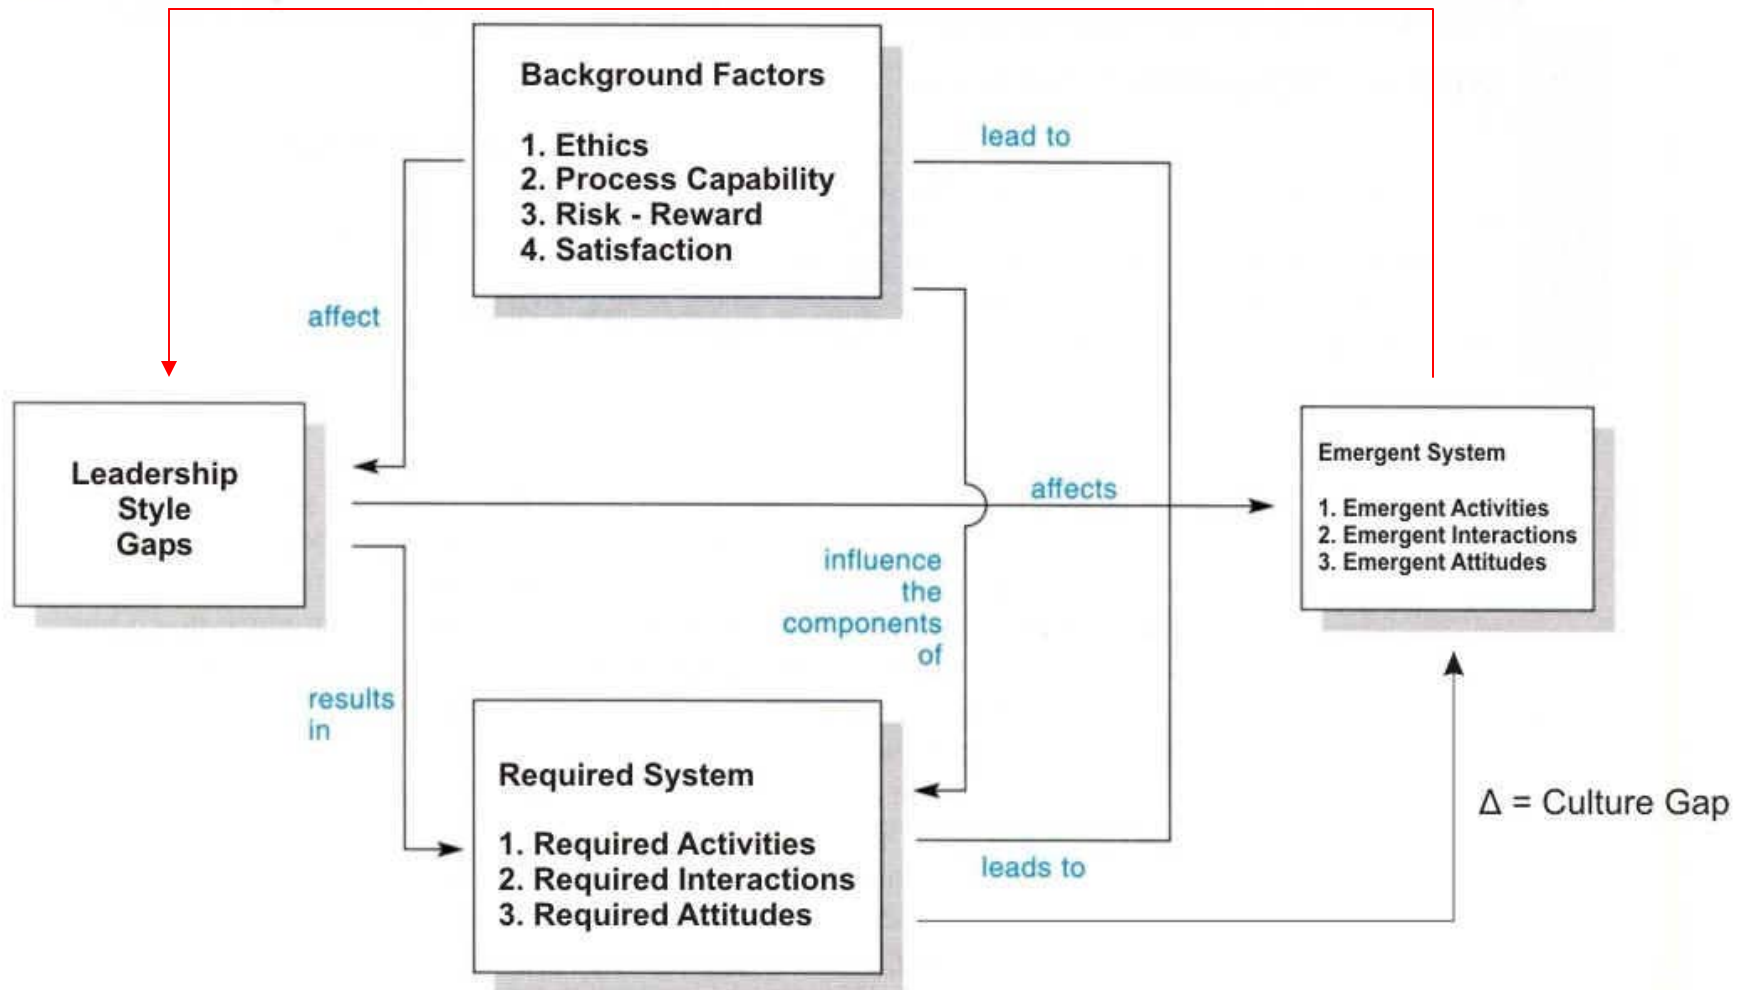 Background Factors
1. Ethics
2. Process Capability
3. Risk - Reward
4. Satisfaction
lead to
affect
Leadership
Style
Gaps
affects
Emergent System
1. Emergent Activities
2. Emergent Interactions
3. Emergent Attitudes
influence
the
components
of
results
in
Required System
1. Required Activities
2. Required Interactions
3. Required Attitudes
leads to
Δ = Culture Gap